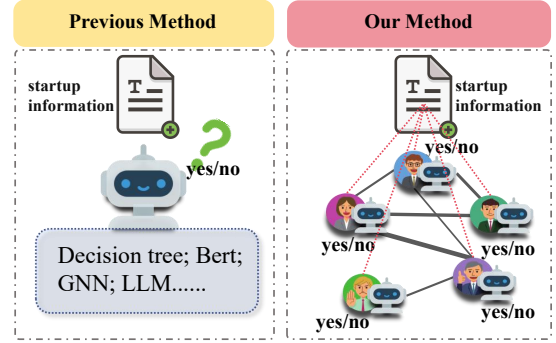 Previous Method
startup
information
T
?
yes/no
Decision tree; Bert;
GNN; LLM......
Our Method
T
startup
information
yes/no
yes/no
yes/no
yes/no
yes/no